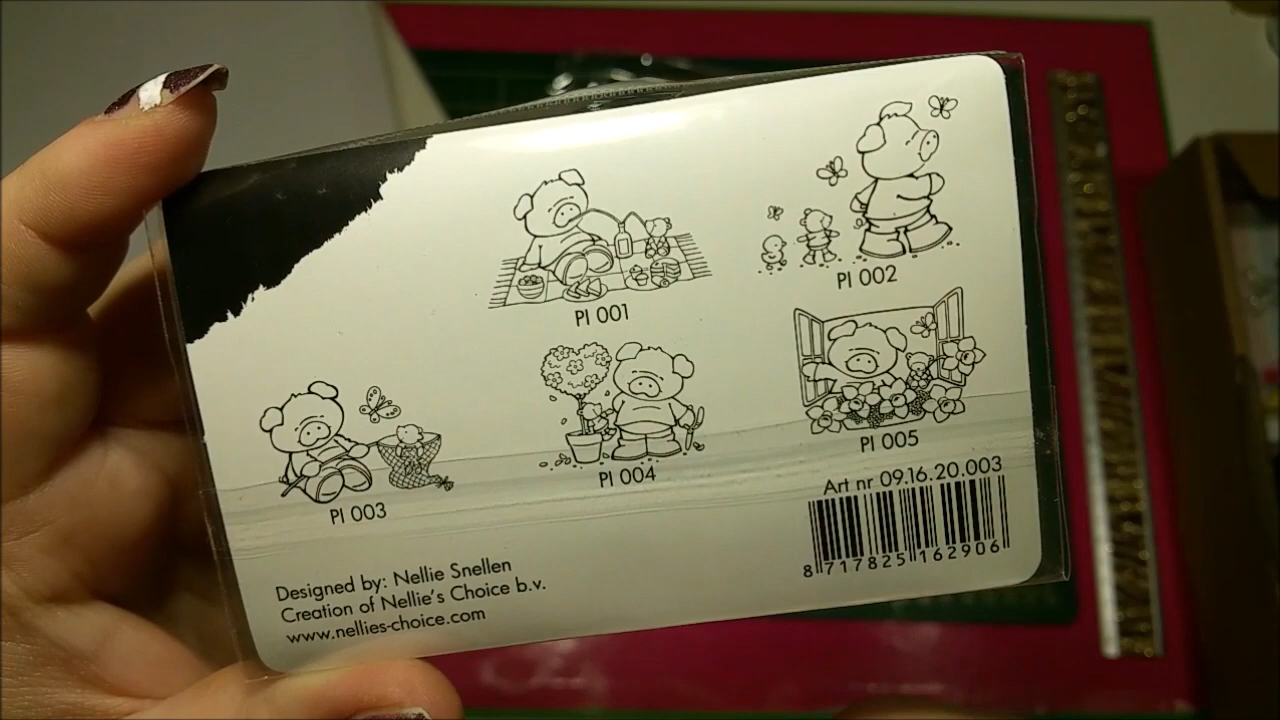 PI 001
PI 002
PI 003
PI 004
PI 005
Art nr 09.16.20.003
8 717825 162906
Designed by: Nellie Snellen
Creation of Nellie's Choice b.v.
www.nellies-choice.com